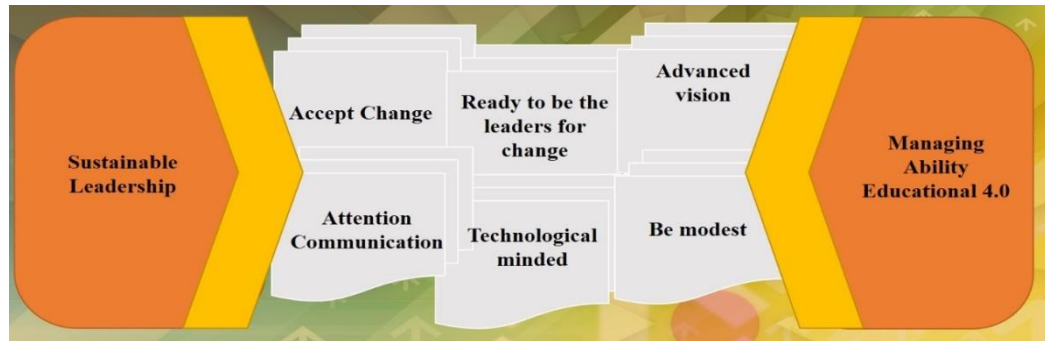 Sustainable
Leadership
Accept Change
Ready to be the
leaders for
change
Advanced
vision
Attention
Communication
Technological
minded
Be modest
Managing
Ability
Educational 4.0